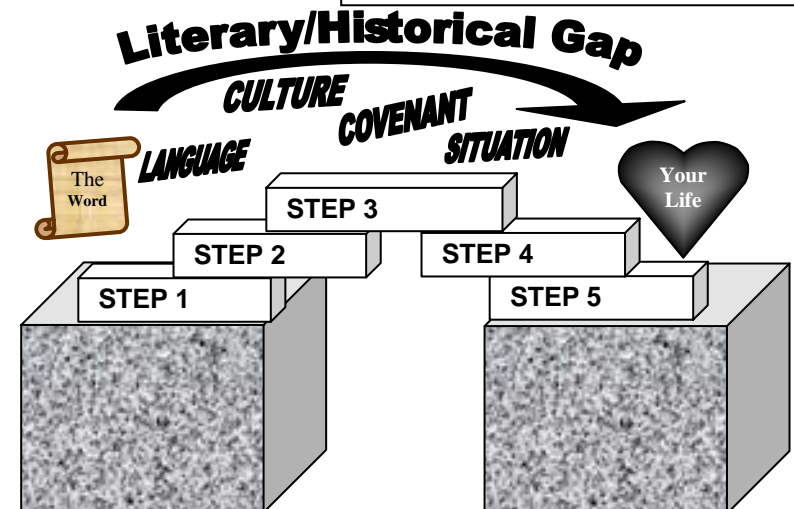 Literary/Historical Gap
CULTURE
COVENANT
LANGUAGE
SITUATION
The
Word
Your
Life
STEP 3
STEP 2
STEP 4
STEP 1
STEP 5